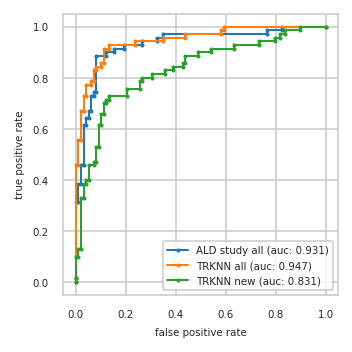 1.0
0.8
0.6
0.4
0.2
0.0
true positive rate
ALD study all (auc: 0.931)
TRKNN all (auc: 0.947)
TRKNN new (auc: 0.831)
0.0 0.2 0.4 0.6 0.8 1.0
false positive rate